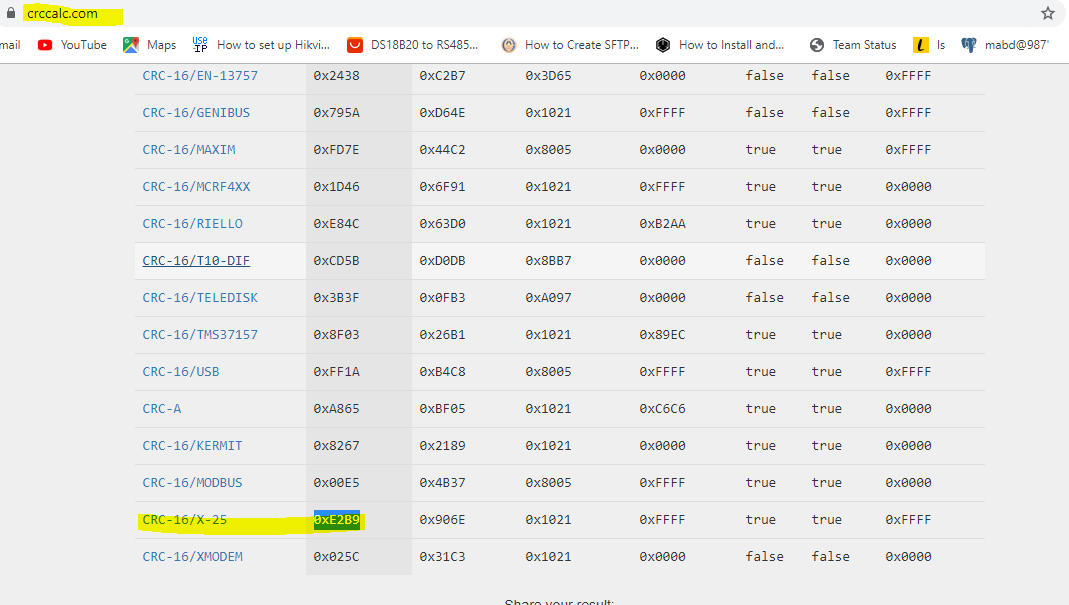 crccalc.com
mail YouTube Maps USE IP How to set up Hikvi... DS18B20 to RS485... How to Create SFTP... How to Install and... Team Status L ls mabd@987'
CRC-16/EN-13757 0x2438 0xC2B7 0x3D65 0x0000 false false 0xFFFF
CRC-16/GENIBUS 0x795A 0xD64E 0x1021 0xFFFF false false 0xFFFF
CRC-16/MAXIM 0xFD7E 0x44C2 0x8005 0x0000 true true 0xFFFF
CRC-16/MCRF4XX 0x1D46 0x6F91 0x1021 0xFFFF true true 0x0000
CRC-16/RIELLO 0xE84C 0x63D0 0x1021 0xB2AA true true 0x0000
CRC-16/T10-DIF 0xCD5B 0xD0DB 0x8BB7 0x0000 false false 0x0000
CRC-16/TELEDISK 0x3B3F 0x0FB3 0xA097 0x0000 false false 0x0000
CRC-16/TMS37157 0x8F03 0x26B1 0x1021 0x89EC true true 0x0000
CRC-16/USB 0xFF1A 0xB4C8 0x8005 0xFFFF true true 0xFFFF
CRC-A 0xA865 0xBF05 0x1021 0xC6C6 true true 0x0000
CRC-16/KERMIT 0x8267 0x2189 0x1021 0x0000 true true 0x0000
CRC-16/MODBUS 0x00E5 0x4B37 0x8005 0xFFFF true true 0x0000
CRC-16/X-25 0xE2B9 0x906E 0x1021 0xFFFF true true 0xFFFF
CRC-16/XMODEM 0x025C 0x31C3 0x1021 0x0000 false false 0x0000
Share your result: